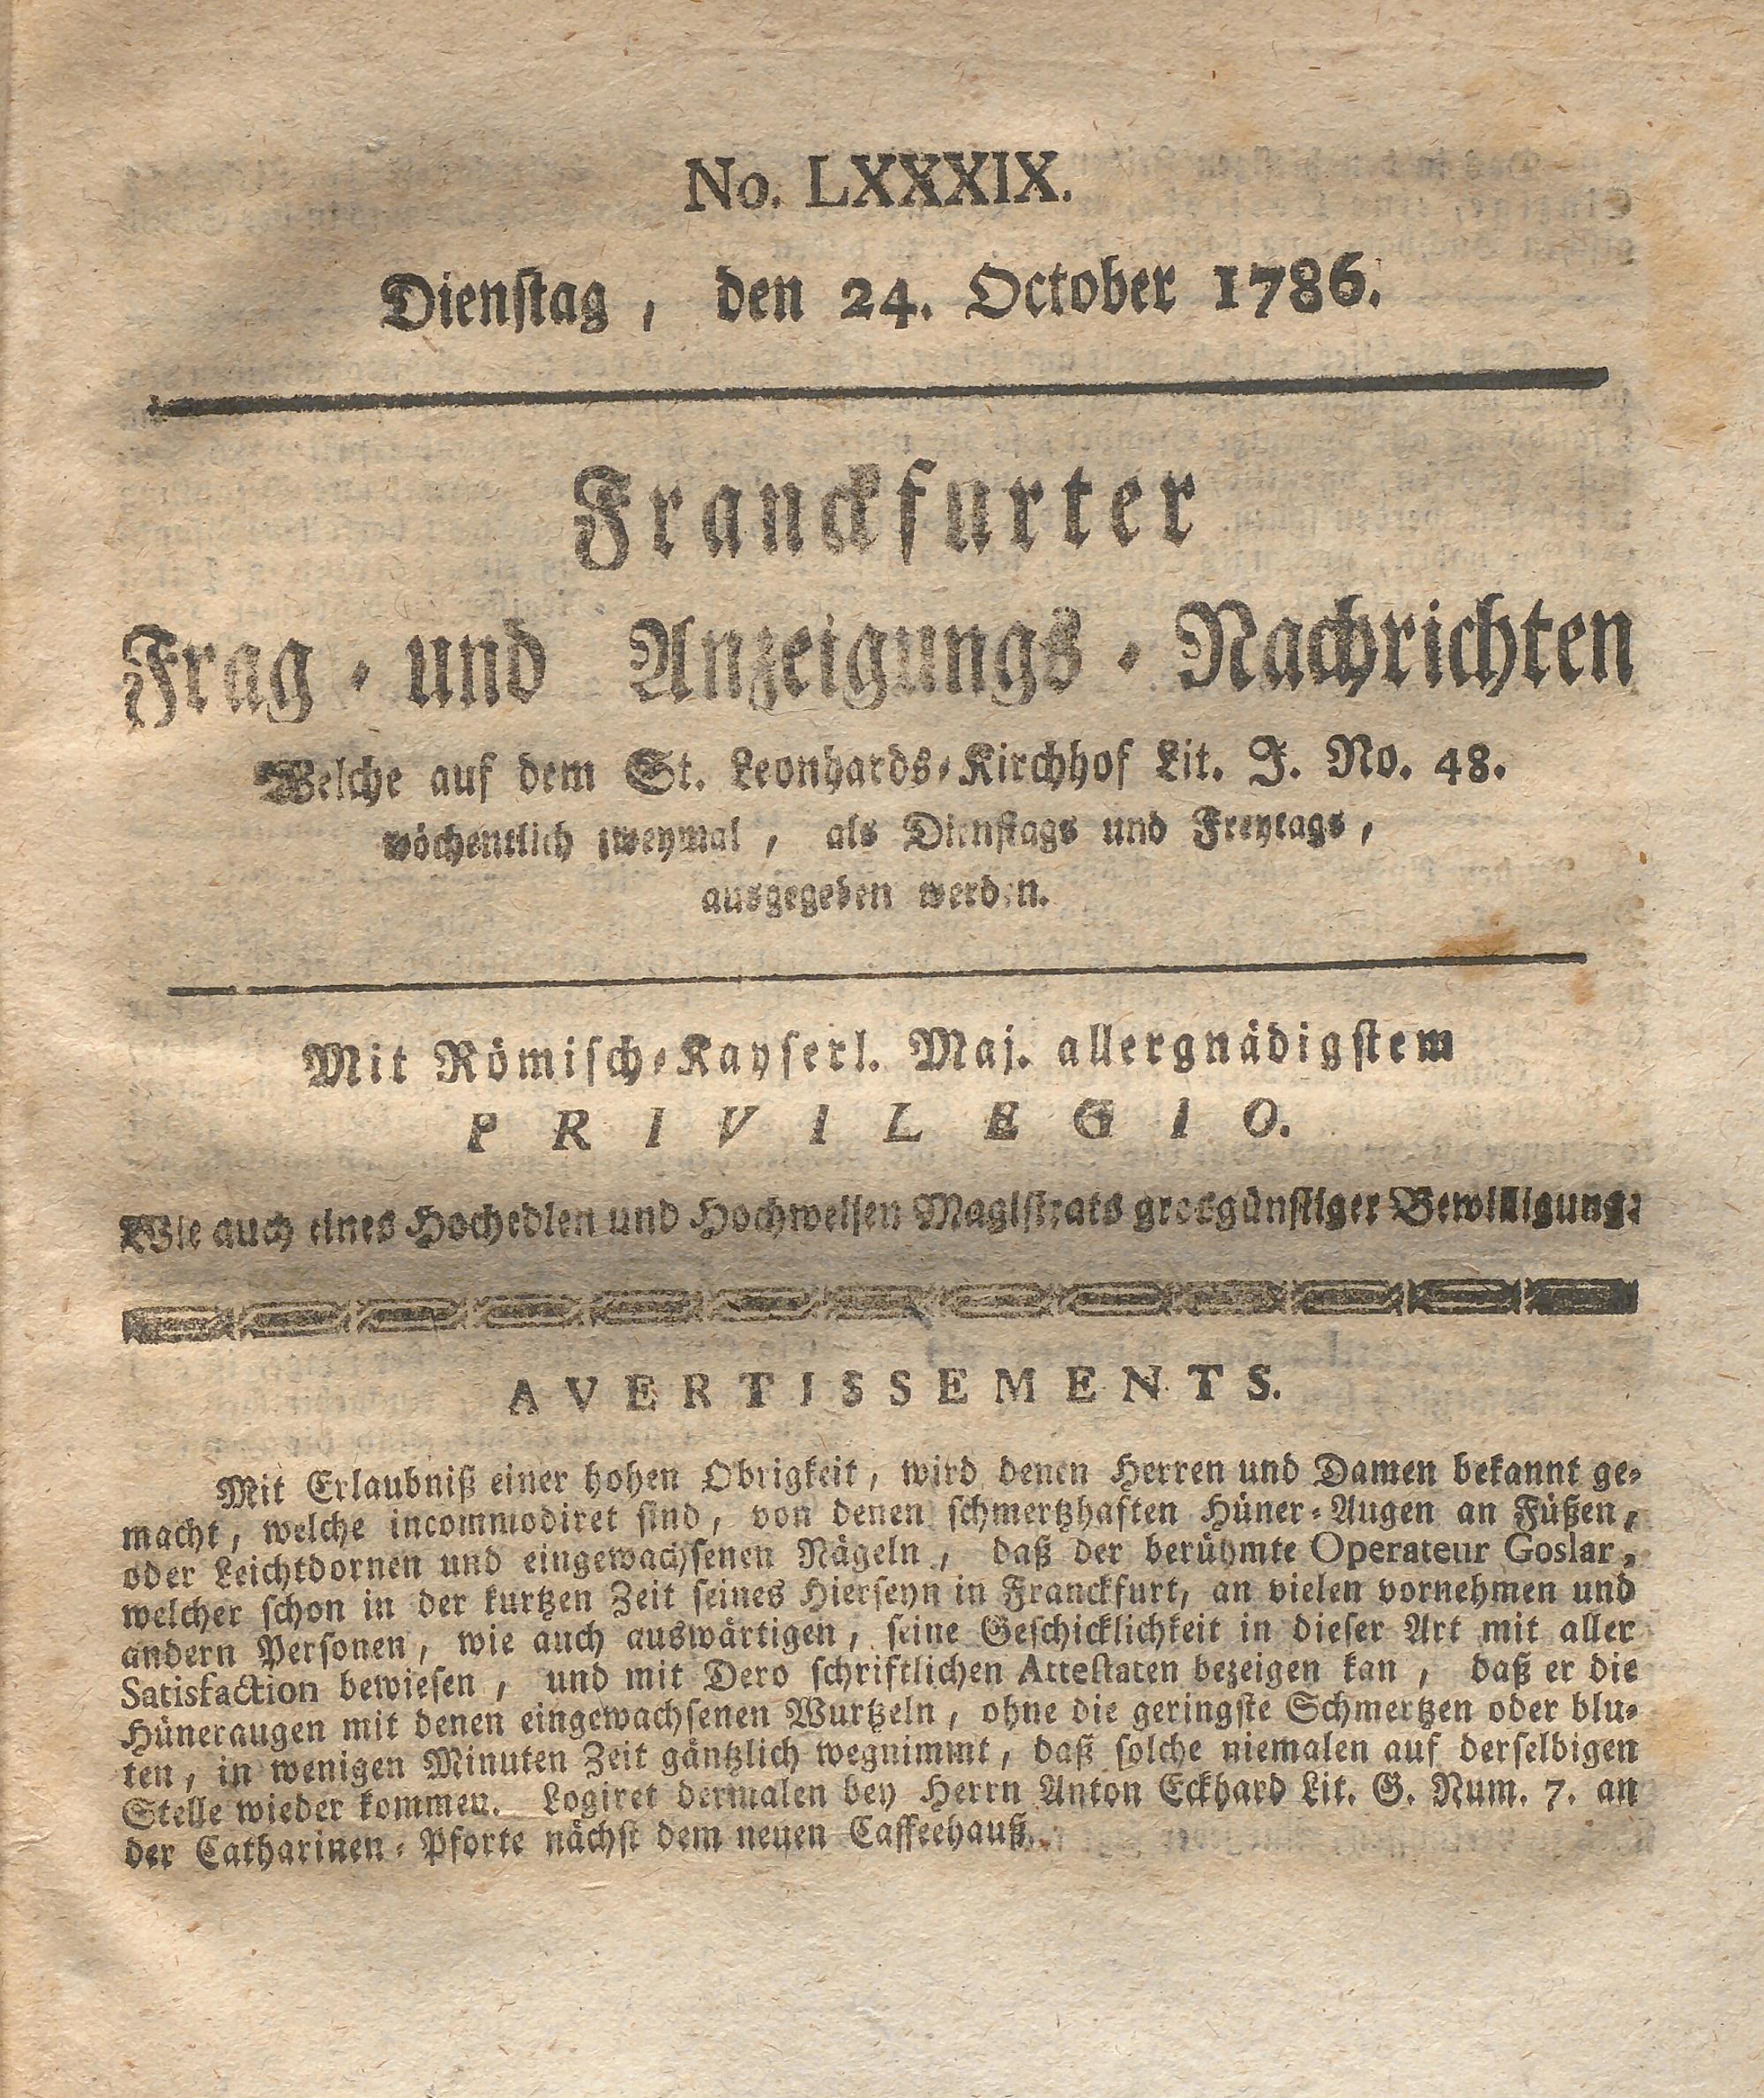 No. LXXXIX.
Dienstag, den 24. October 1786.
Franckfurter
Frag- und Anzeigungs-Nachrichten
Welche auf dem St. Leonhards-Kirchhof Lit. J. No. 48.
wöchentlich zweymal, als Dienstags und Freytags,
ausgegeben werden.
Mit Römisch-Kayserl. Maj. allergnädigstem
PRIVILEGIO.
Wie auch eines Hochedlen und Hochweisen Magistrats grosgünstiger Bewilligung.
AVERTISSEMENTS.
Mit Erlaubniß einer hohen Obrigkeit, wird denen Herren und Damen bekannt ge-
macht, welche incommodiret sind, von denen schmertzhaften Hüner-Augen an Füßen,
oder Leichtdornen und eingewachsenen Nägeln, daß der berühmte Operateur Goslar,
welcher schon in der kurtzen Zeit seines Hierseyn in Franckfurt, an vielen vornehmen und
andern Personen, wie auch auswärtigen, seine Geschicklichkeit in dieser Art mit aller
Satisfaction bewiesen, und mit Dero schriftlichen Attestaten bezeigen kan, daß er die
Hüneraugen mit denen eingewachsenen Wurtzeln, ohne die geringste Schmertzen oder blu-
ten, in wenigen Minuten Zeit gäntzlich wegnimmt, daß solche niemalen auf derselbigen
Stelle wieder kommen. Logiret dermalen bey Herrn Anton Eckhard Lit. G. Num. 7. an
der Catharinen-Pforte nächst dem neuen Caffeehauß.